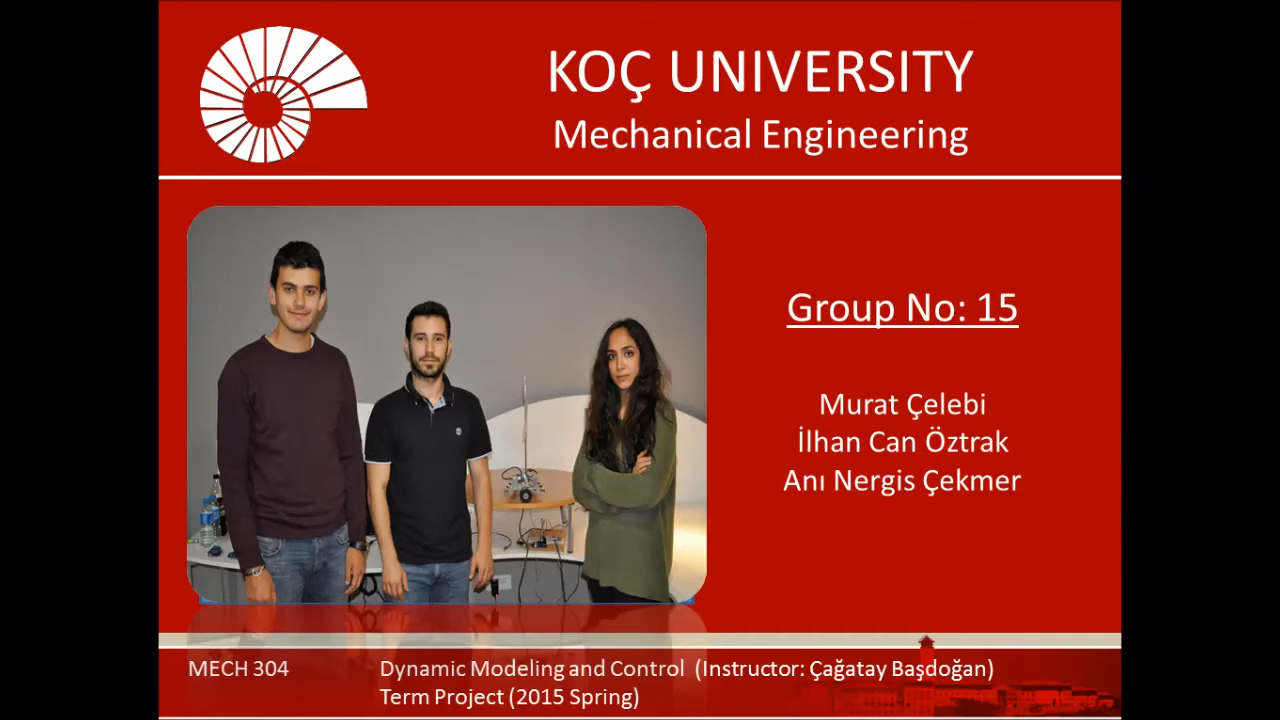 KOÇ UNIVERSITY
Mechanical Engineering
Group No: 15
Murat Çelebi
İlhan Can Öztrak
Anı Nergis Çekmer
MECH 304 Dynamic Modeling and Control (Instructor: Çağatay Başdoğan)
Term Project (2015 Spring)